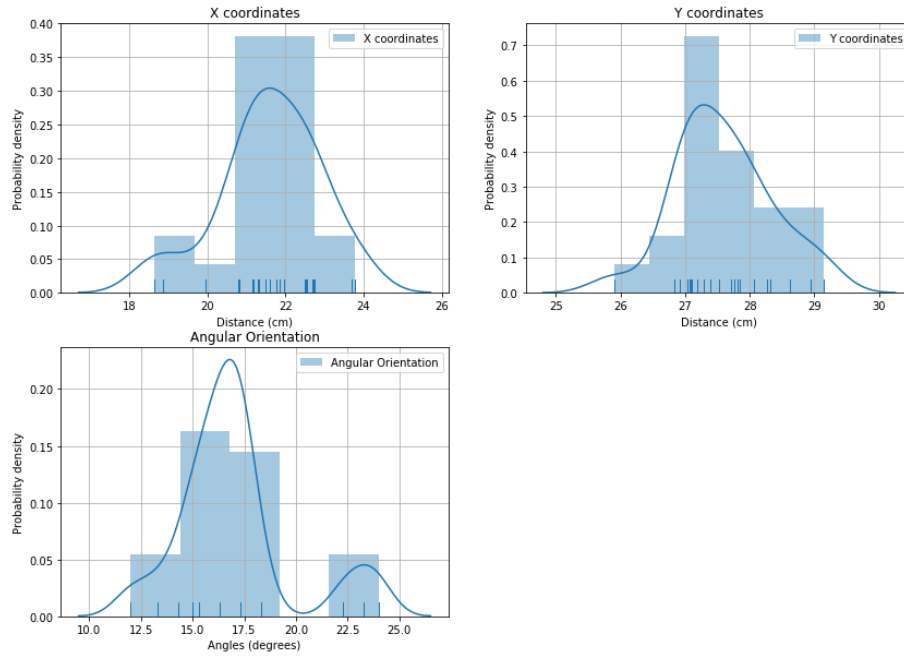 X coordinates
Probability density
0.40
0.35
0.30
0.25
0.20
0.15
0.10
0.05
0.00
X coordinates
18 20 22 24 26
Distance (cm)
Y coordinates
Probability density
0.7
0.6
0.5
0.4
0.3
0.2
0.1
0.0
Y coordinates
25 26 27 28 29 30
Distance (cm)
Angular Orientation
Probability density
0.20
0.15
0.10
0.05
0.00
Angular Orientation
10.0 12.5 15.0 17.5 20.0 22.5 25.0
Angles (degrees)